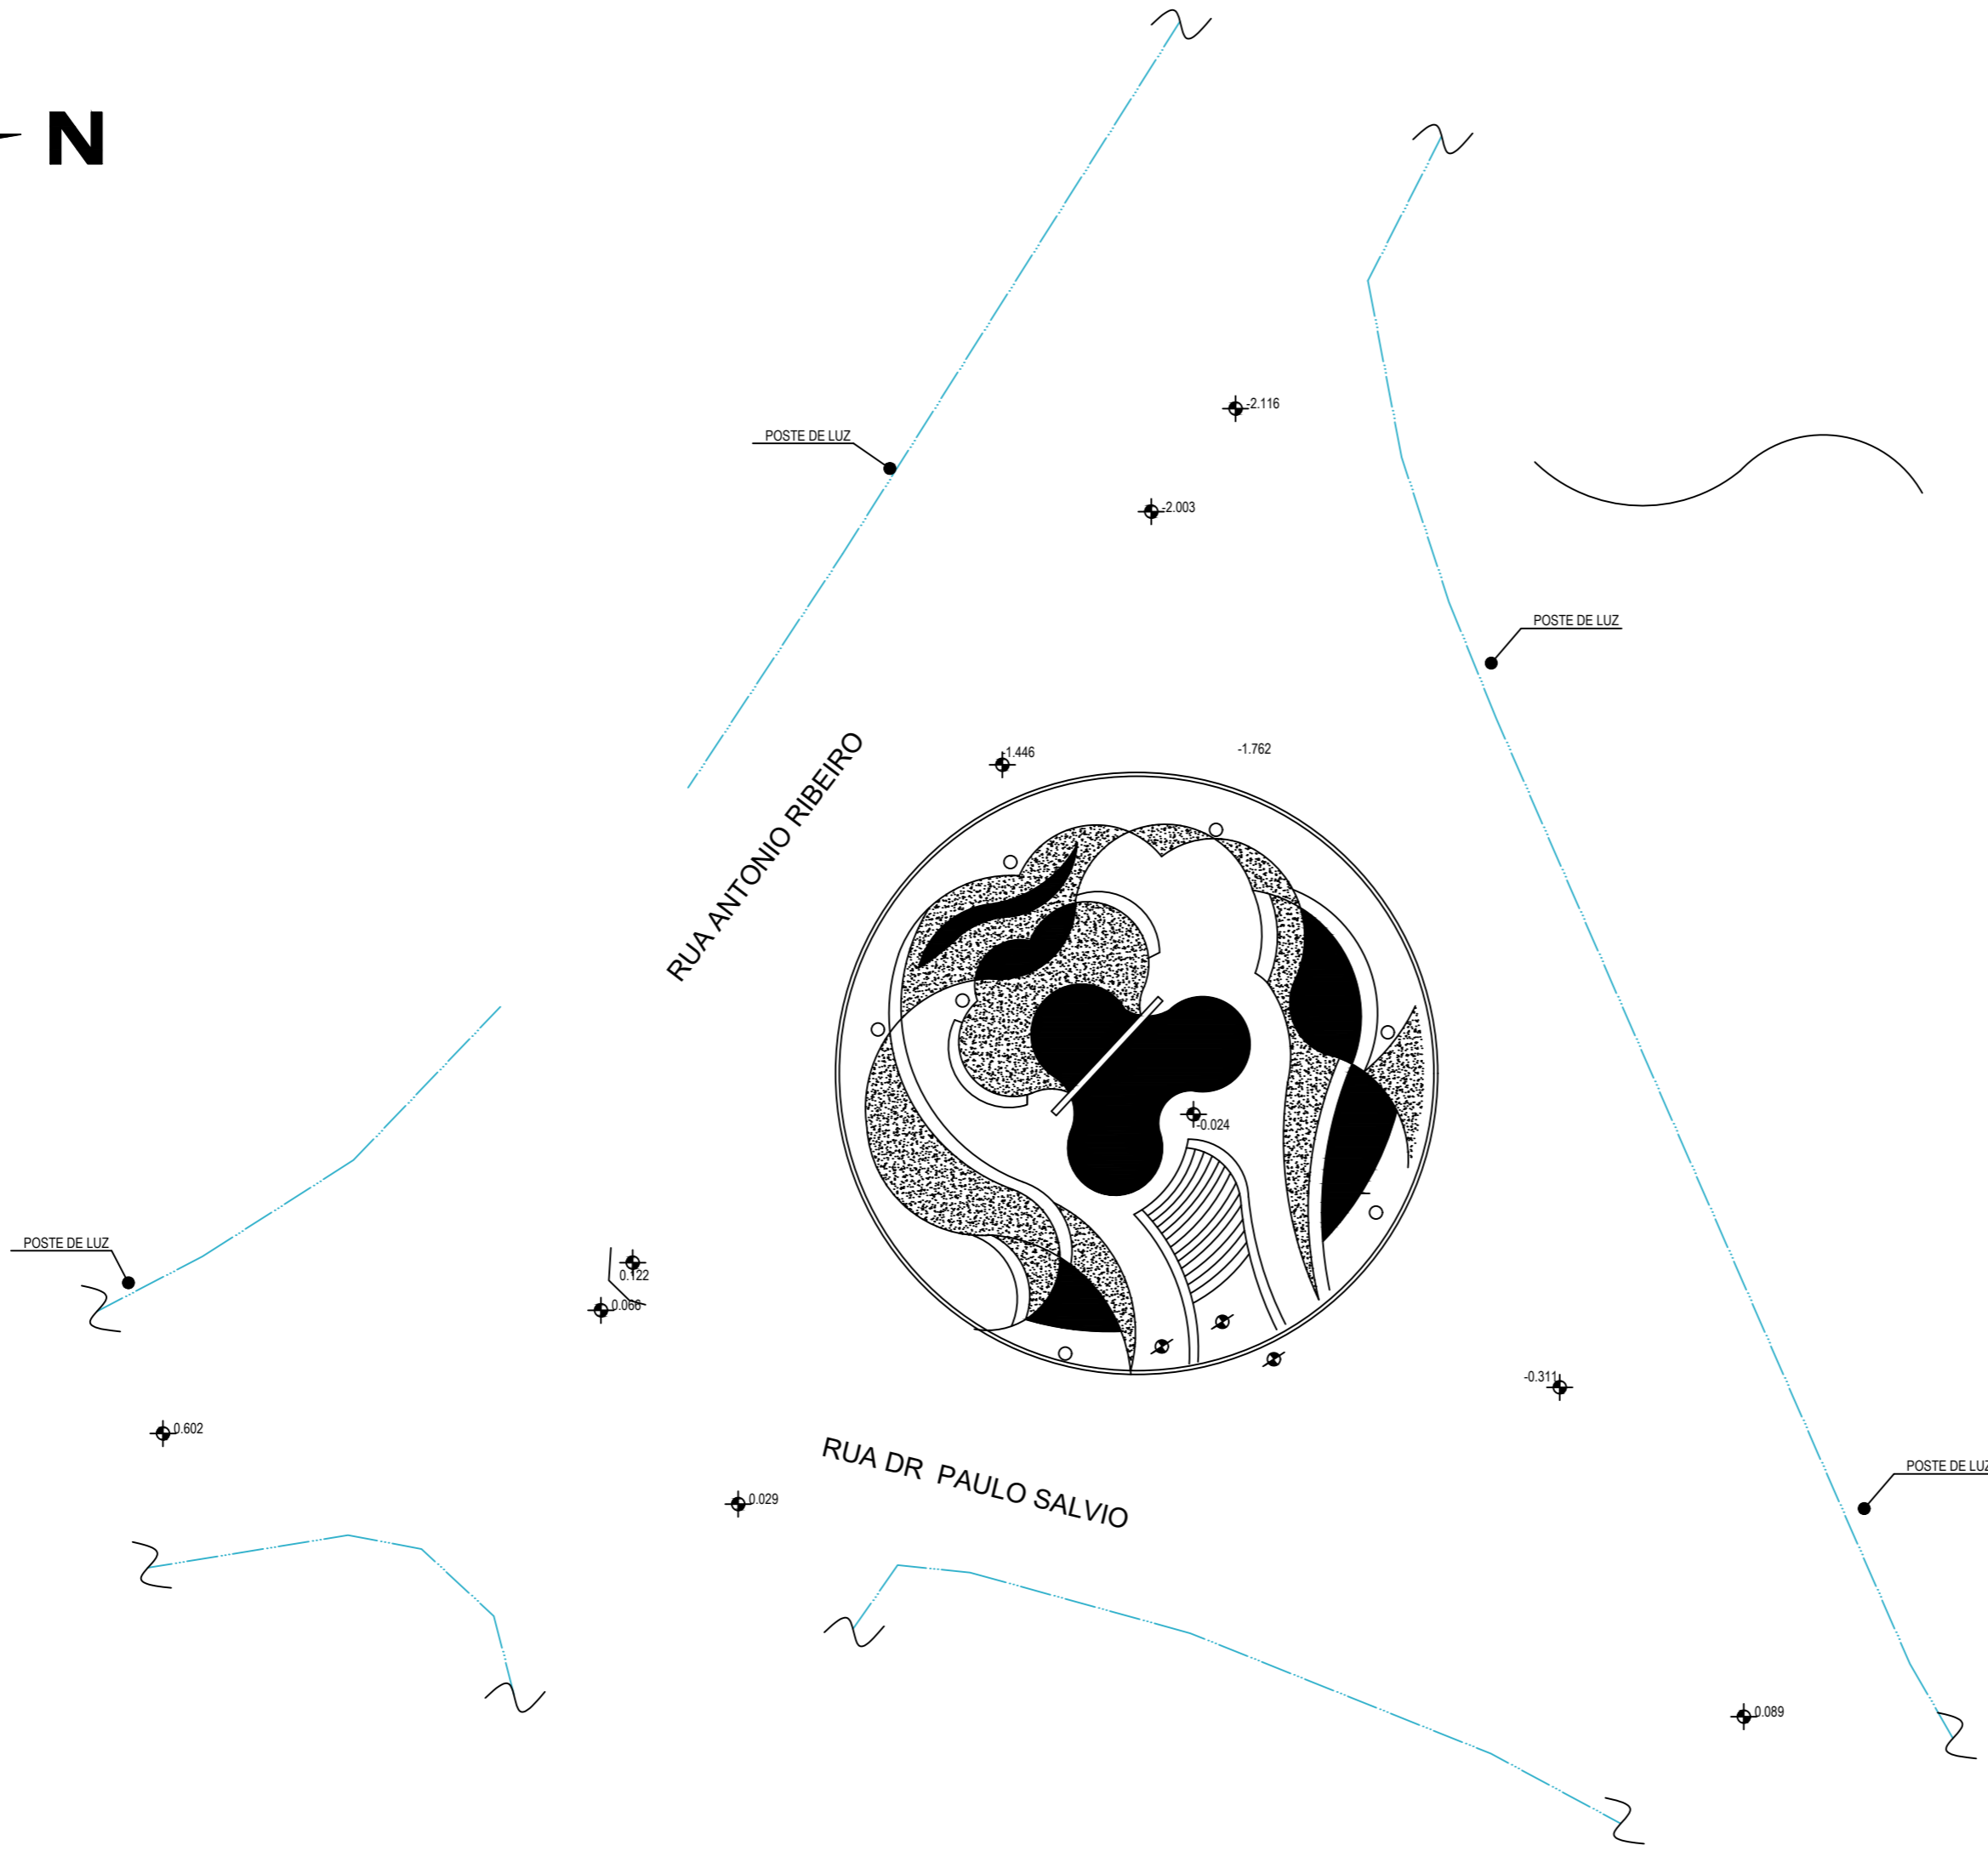 N
-2.116
POSTE DE LUZ
-2.003
POSTE DE LUZ
RUA ANTONIO RIBEIRO
-1.446
-1.762
-0.024
POSTE DE LUZ
0.122
0.066
-0.311
0.602
RUA DR PAULO SALVIO
POSTE DE LUZ
0.029
0.089